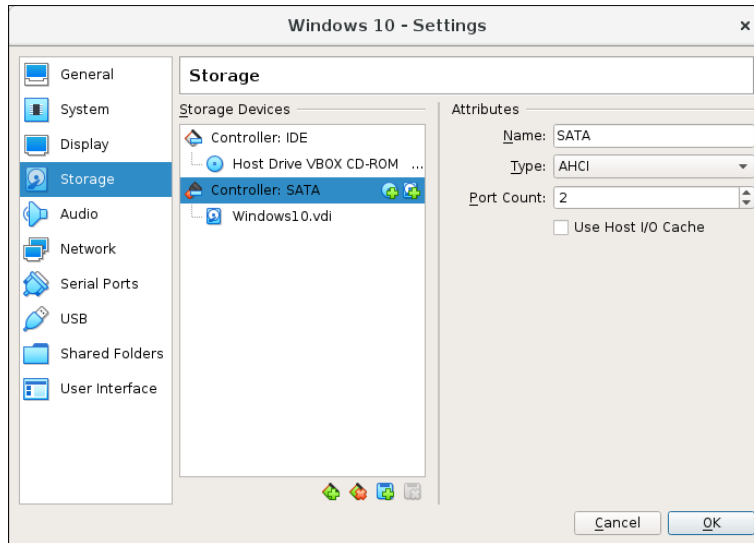 Windows 10 - Settings
General
System
Display
Storage
Audio
Network
Serial Ports
USB
Shared Folders
User Interface
Storage
Storage Devices
Controller: IDE
Host Drive VBOX CD-ROM ...
Controller: SATA
Windows10.vdi
Attributes
Name: SATA
Type: AHCI
Port Count: 2
Use Host I/O Cache
Cancel
OK